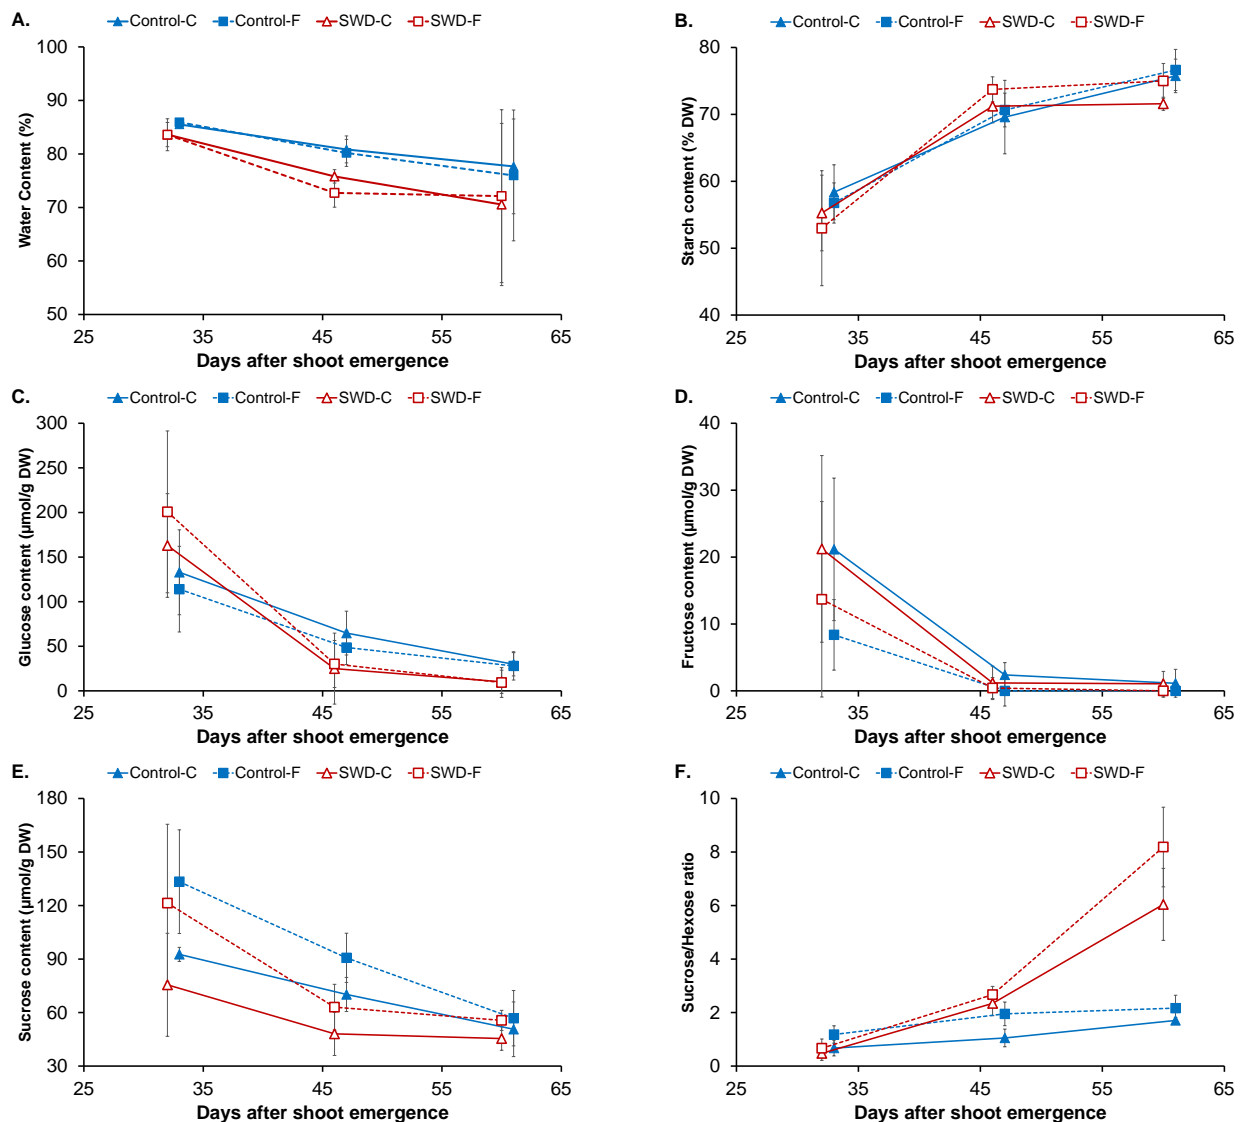 A.
Control-C Control-F SWD-C SWD-F
100
90
80
70
60
50
Water Content (%)
25 35 45 55 65
Days after shoot emergence
B.
Control-C Control-F SWD-C SWD-F
80
70
60
50
40
Starch content (% DW)
25 35 45 55 65
Days after shoot emergence
C.
Control-C Control-F SWD-C SWD-F
300
250
200
150
100
50
0
Glucose content (µmol/g DW)
25 35 45 55 65
Days after shoot emergence
D.
Control-C Control-F SWD-C SWD-F
40
30
20
10
0
Fructose content (µmol/g DW)
25 35 45 55 65
Days after shoot emergence
E.
Control-C Control-F SWD-C SWD-F
180
150
120
90
60
30
Sucrose content (µmol/g DW)
25 35 45 55 65
Days after shoot emergence
F.
Control-C Control-F SWD-C SWD-F
10
8
6
4
2
0
Sucrose/Hexose ratio
25 35 45 55 65
Days after shoot emergence